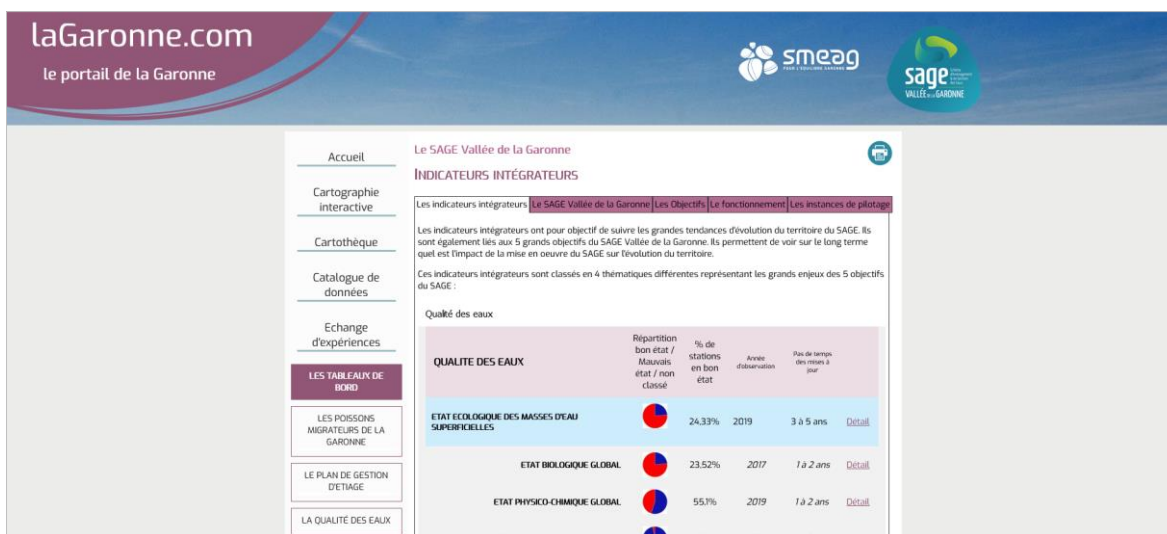 laGaronne.com
le portail de la Garonne
smeag
POUR L'ÉQUILIBRE GARONNE
sage
VALLÉE DE LA GARONNE
Accueil
Cartographie
interactive
Cartothèque
Catalogue de
données
Echange
d'expériences
LES TABLEAUX DE
BORD
LES POISSONS
MIGRATEURS DE LA
GARONNE
LE PLAN DE GESTION
D'ETIAGE
LA QUALITÉ DES EAUX
Le SAGE Vallée de la Garonne
INDICATEURS INTÉGRATEURS
Les indicateurs intégrateurs Le SAGE Vallée de la Garonne Les Objectifs Le fonctionnement Les instances de pilotage
Les indicateurs intégrateurs ont pour objectif de suivre les grandes tendances d'évolution du territoire du SAGE. Ils
sont également liés aux 5 grands objectifs du SAGE Vallée de la Garonne. Ils permettent de voir sur le long terme
quel est l'impact de la mise en oeuvre du SAGE sur l'évolution du territoire.
Ces indicateurs intégrateurs sont classés en 4 thématiques différentes représentant les grands enjeux des 5 objectifs
du SAGE :
Qualité des eaux
QUALITE DES EAUX
Répartition
bon état /
Mauvais
état / non
classé
% de
stations
en bon
état
Année
d'observation
Pas de temps
des mises à
jour
ETAT ECOLOGIQUE DES MASSES D'EAU
SUPERFICIELLES
24,33% 2019 3 à 5 ans Détail
ETAT BIOLOGIQUE GLOBAL 23,52% 2017 1 à 2 ans Détail
ETAT PHYSICO-CHIMIQUE GLOBAL 55,1% 2019 1 à 2 ans Détail